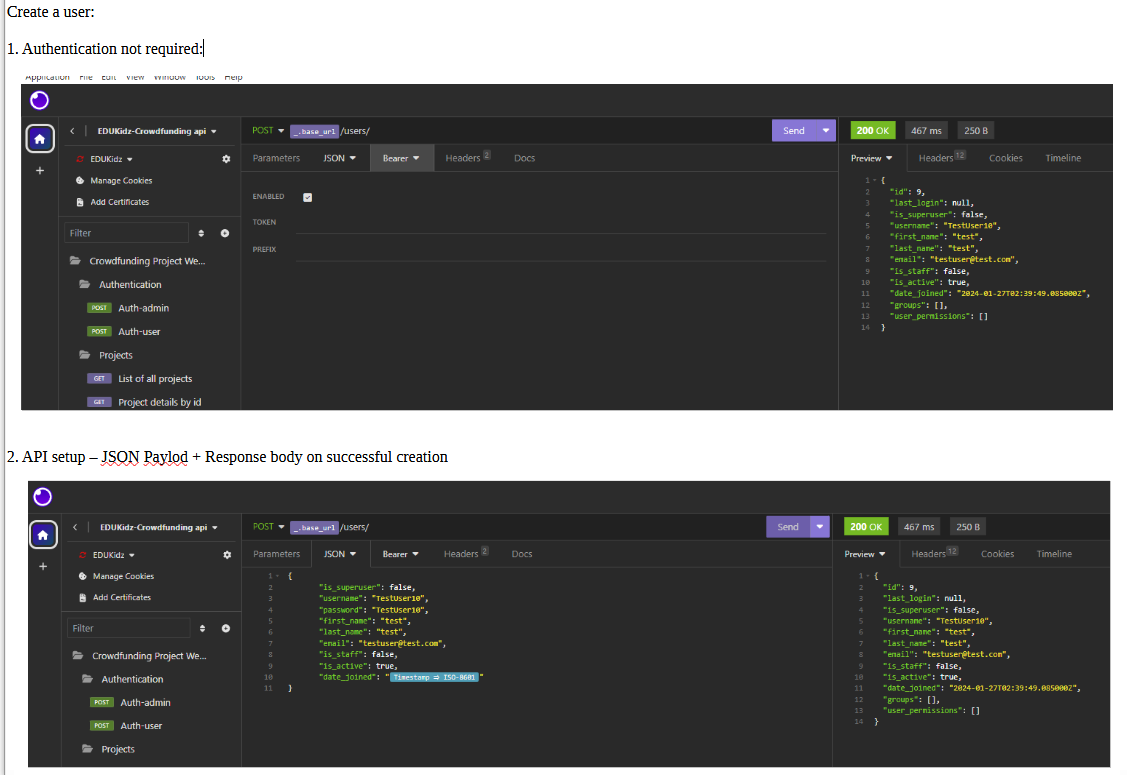 Create a user:
1. Authentication not required:
Application File Edit View Window Tools Help
EDUKidz-Crowdfunding api
POST _.base_url /users/ Send 200 OK 467 ms 250 B
EDUKidz
Parameters JSON Bearer Headers 2 Docs
Preview Headers 12 Cookies Timeline
Manage Cookies
Add Certificates
Filter
Crowdfunding Project We...
Authentication
POST Auth-admin
POST Auth-user
Projects
GET List of all projects
GET Project details by id
ENABLED
TOKEN
PREFIX
1 {
2 "id": 9,
3 "last_login": null,
4 "is_superuser": false,
5 "username": "TestUser10",
6 "first_name": "test",
7 "last_name": "test",
8 "email": "testuser@test.com",
9 "is_staff": false,
10 "is_active": true,
11 "date_joined": "2024-01-27T02:39:49.085000Z",
12 "groups": [],
13 "user_permissions": []
14 }
2. API setup – JSON Paylod + Response body on successful creation
EDUKidz-Crowdfunding api
POST _.base_url /users/ Send 200 OK 467 ms 250 B
EDUKidz
Parameters JSON Bearer Headers 2 Docs
Preview Headers 12 Cookies Timeline
Manage Cookies
Add Certificates
Filter
Crowdfunding Project We...
Authentication
POST Auth-admin
POST Auth-user
Projects
1 {
2 "is_superuser": false,
3 "username": "TestUser10",
4 "password": "TestUser10",
5 "first_name": "test",
6 "last_name": "test",
7 "email": "testuser@test.com",
8 "is_staff": false,
9 "is_active": true,
10 "date_joined": " Timestamp ⇒ ISO-8601 "
11 }
1 {
2 "id": 9,
3 "last_login": null,
4 "is_superuser": false,
5 "username": "TestUser10",
6 "first_name": "test",
7 "last_name": "test",
8 "email": "testuser@test.com",
9 "is_staff": false,
10 "is_active": true,
11 "date_joined": "2024-01-27T02:39:49.085000Z",
12 "groups": [],
13 "user_permissions": []
14 }